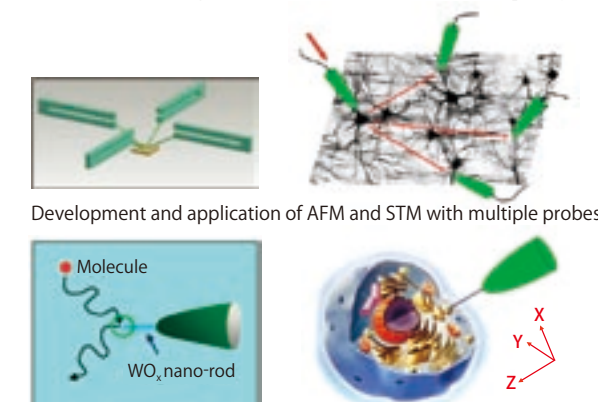 Development and application of AFM and STM with multiple probes
Molecule
WOₓ nano-rod
X
Y
Z